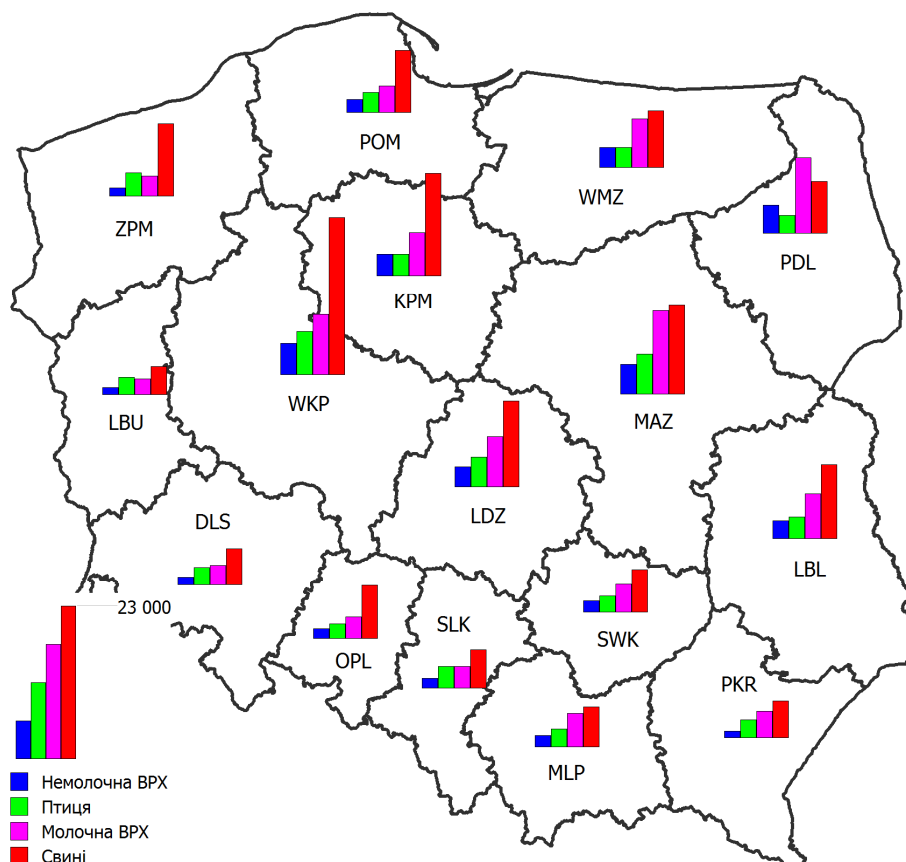 POM
ZPM
WMZ
PDL
KPM
WKP
MAZ
LBU
LDZ
DLS
LBL
23 000
SLK
SWK
OPL
PKR
MLP
Немолочна ВРХ
Птиця
Молочна ВРХ
Свині